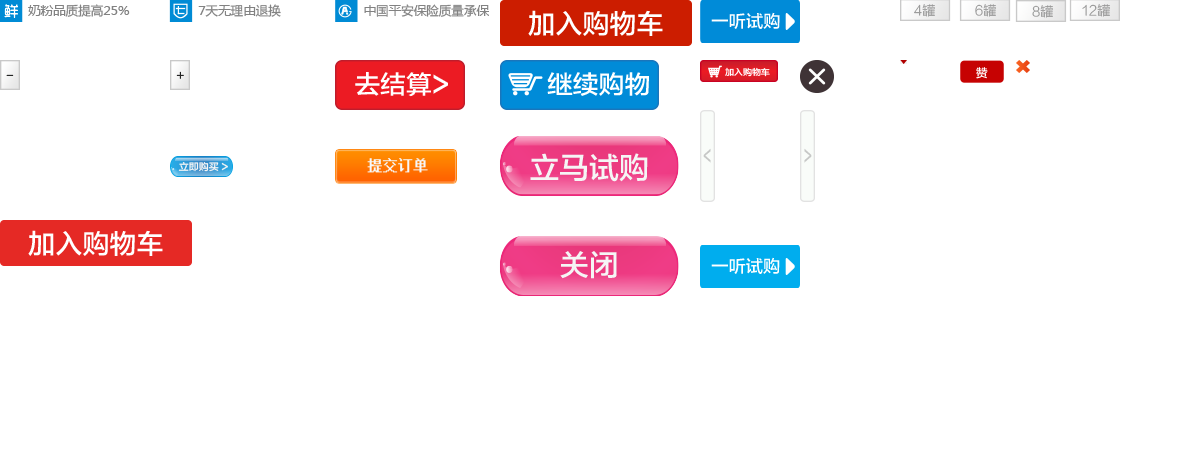 鲜 奶粉品质提高25%
7天无理由退换
中国平安保险质量承保
加入购物车
一听试购
4罐
6罐
8罐
12罐
-
+
去结算>
继续购物
加入购物车
赞
立即购买 >
提交订单
立马试购
加入购物车
关闭
一听试购